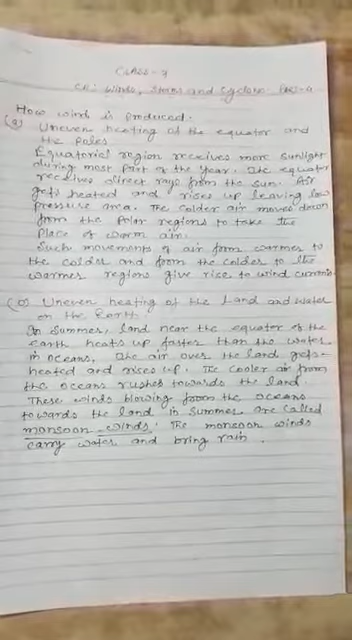 CLASS-7
CH: Winds, Storms and Cyclone
How wind is produced.
(a) Uneven heating of the equator and
the Poles
Equatorial region receives more sunlight
during most part of the year. The equator
receives direct rays from the sun. Air
gets heated and rises up leaving low
pressure area. The colder air moves down
from the Polar regions to take the
place of warm air.
Such movements of air form warmer to
the colder and from the colder to the
warmer regions give rise to wind currents
(b) Uneven heating of the Land and water
on the Earth.
In summer, land near the equator of the
earth heats up faster than the water
in oceans. The air over the land gets
heated and rises up. The cooler air from
the oceans rushes towards the land
These winds blowing from the oceans
towards the land in summer are called
monsoon winds. The monsoon winds
carry water and bring rain.